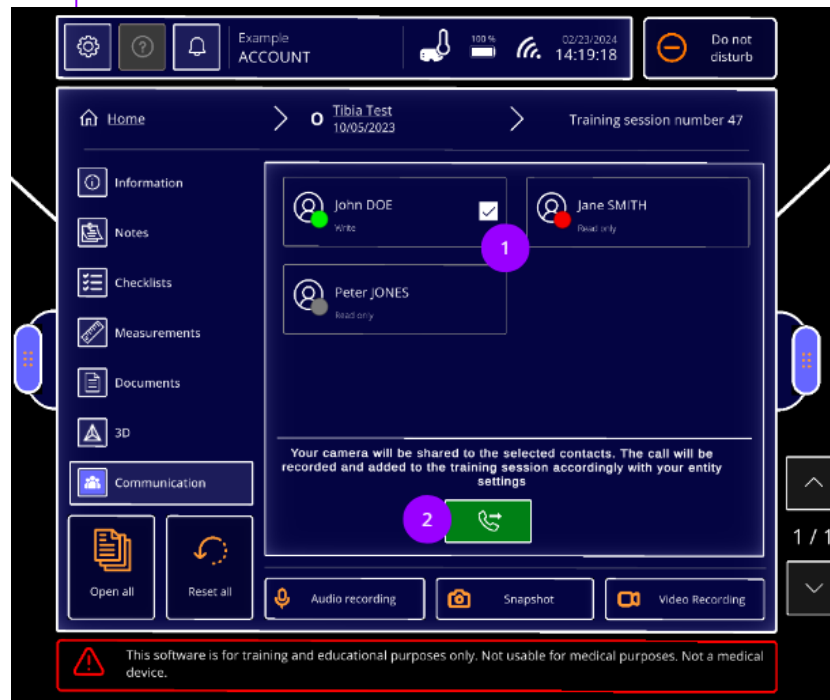 ?
Example
ACCOUNT
100 %
02/23/2024
14:19:18
Do not
disturb
Home
Tibia Test
10/05/2023
Training session number 47
Information
Notes
Checklists
Measurements
Documents
3D
Communication
John DOE
Write
1
Jane SMITH
Read only
Peter JONES
Read only
Your camera will be shared to the selected contacts. The call will be
recorded and added to the training session accordingly with your entity
settings
2
1 / 1
Open all
Reset all
Audio recording
Snapshot
Video Recording
This software is for training and educational purposes only. Not usable for medical purposes. Not a medical
device.